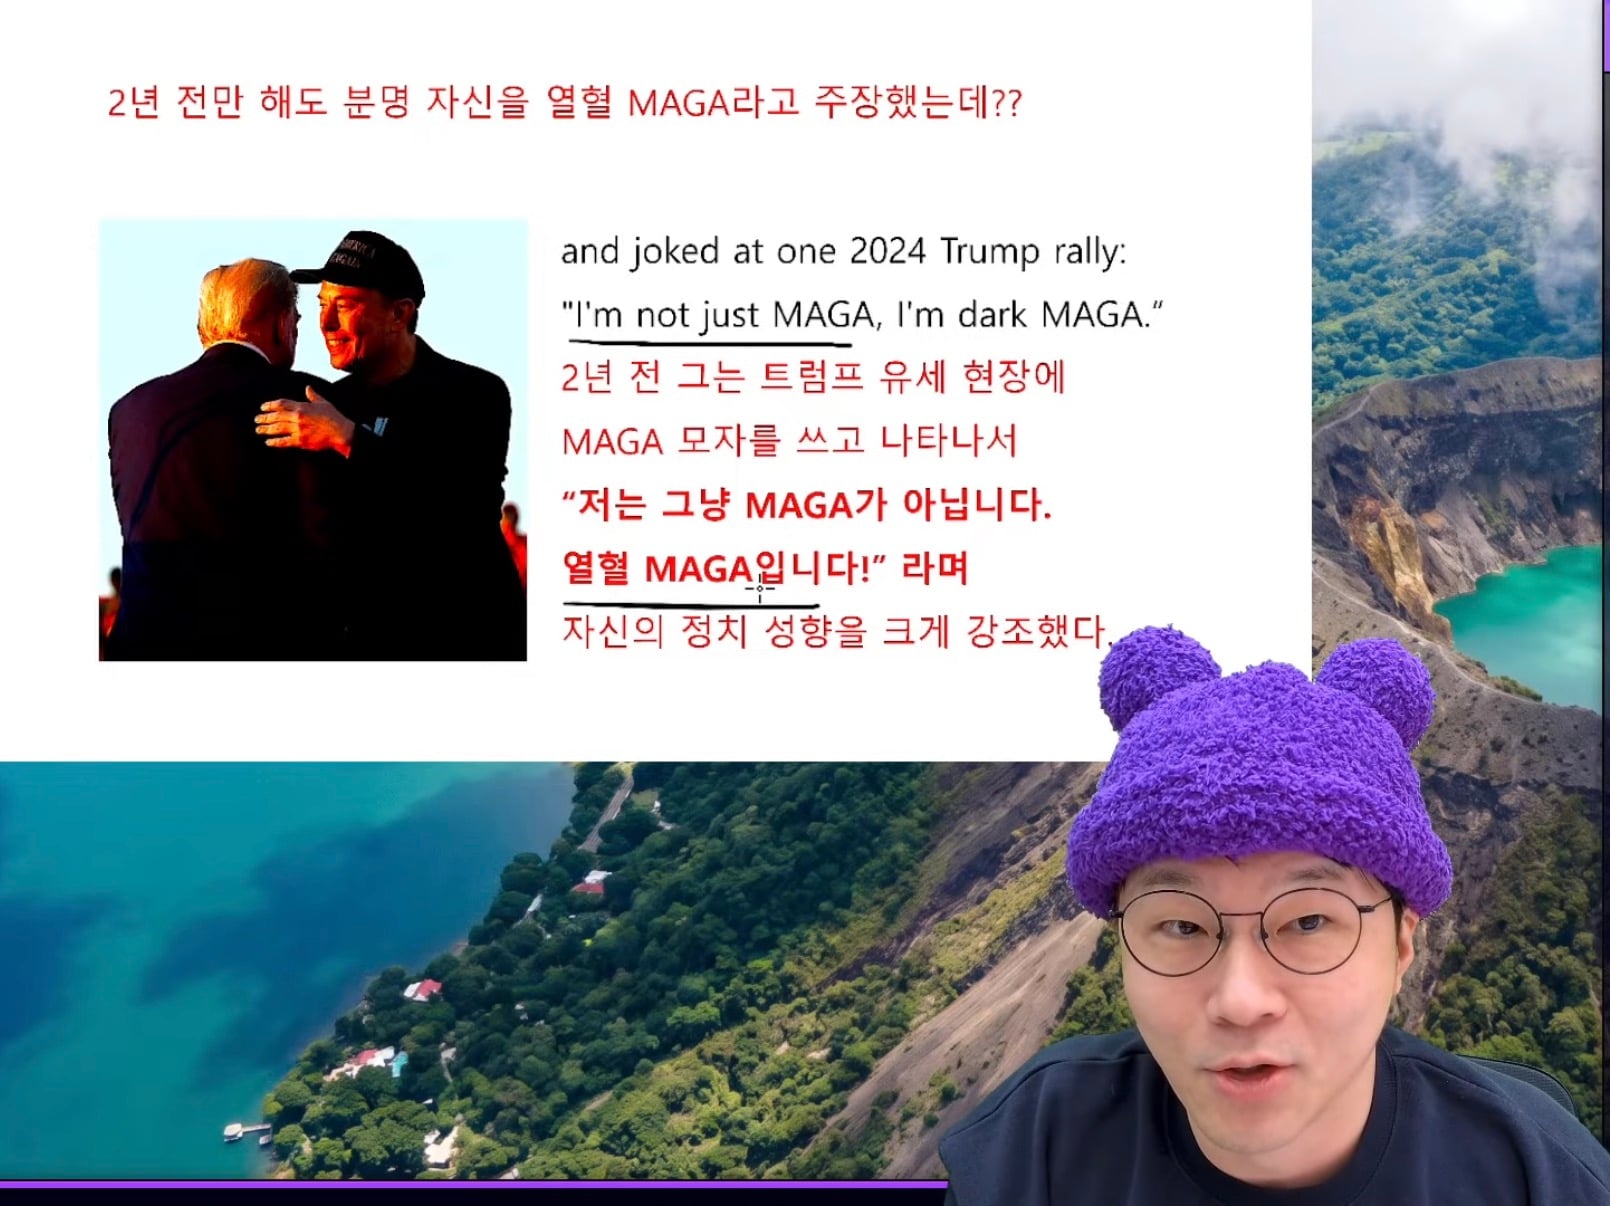 2년 전만 해도 분명 자신을 열혈 MAGA라고 주장했는데??
and joked at one 2024 Trump rally:
"I'm not just MAGA, I'm dark MAGA.“
2년 전 그는 트럼프 유세 현장에
MAGA 모자를 쓰고 나타나서
“저는 그냥 MAGA가 아닙니다.
열혈 MAGA입니다!” 라며
자신의 정치 성향을 크게 강조했다.